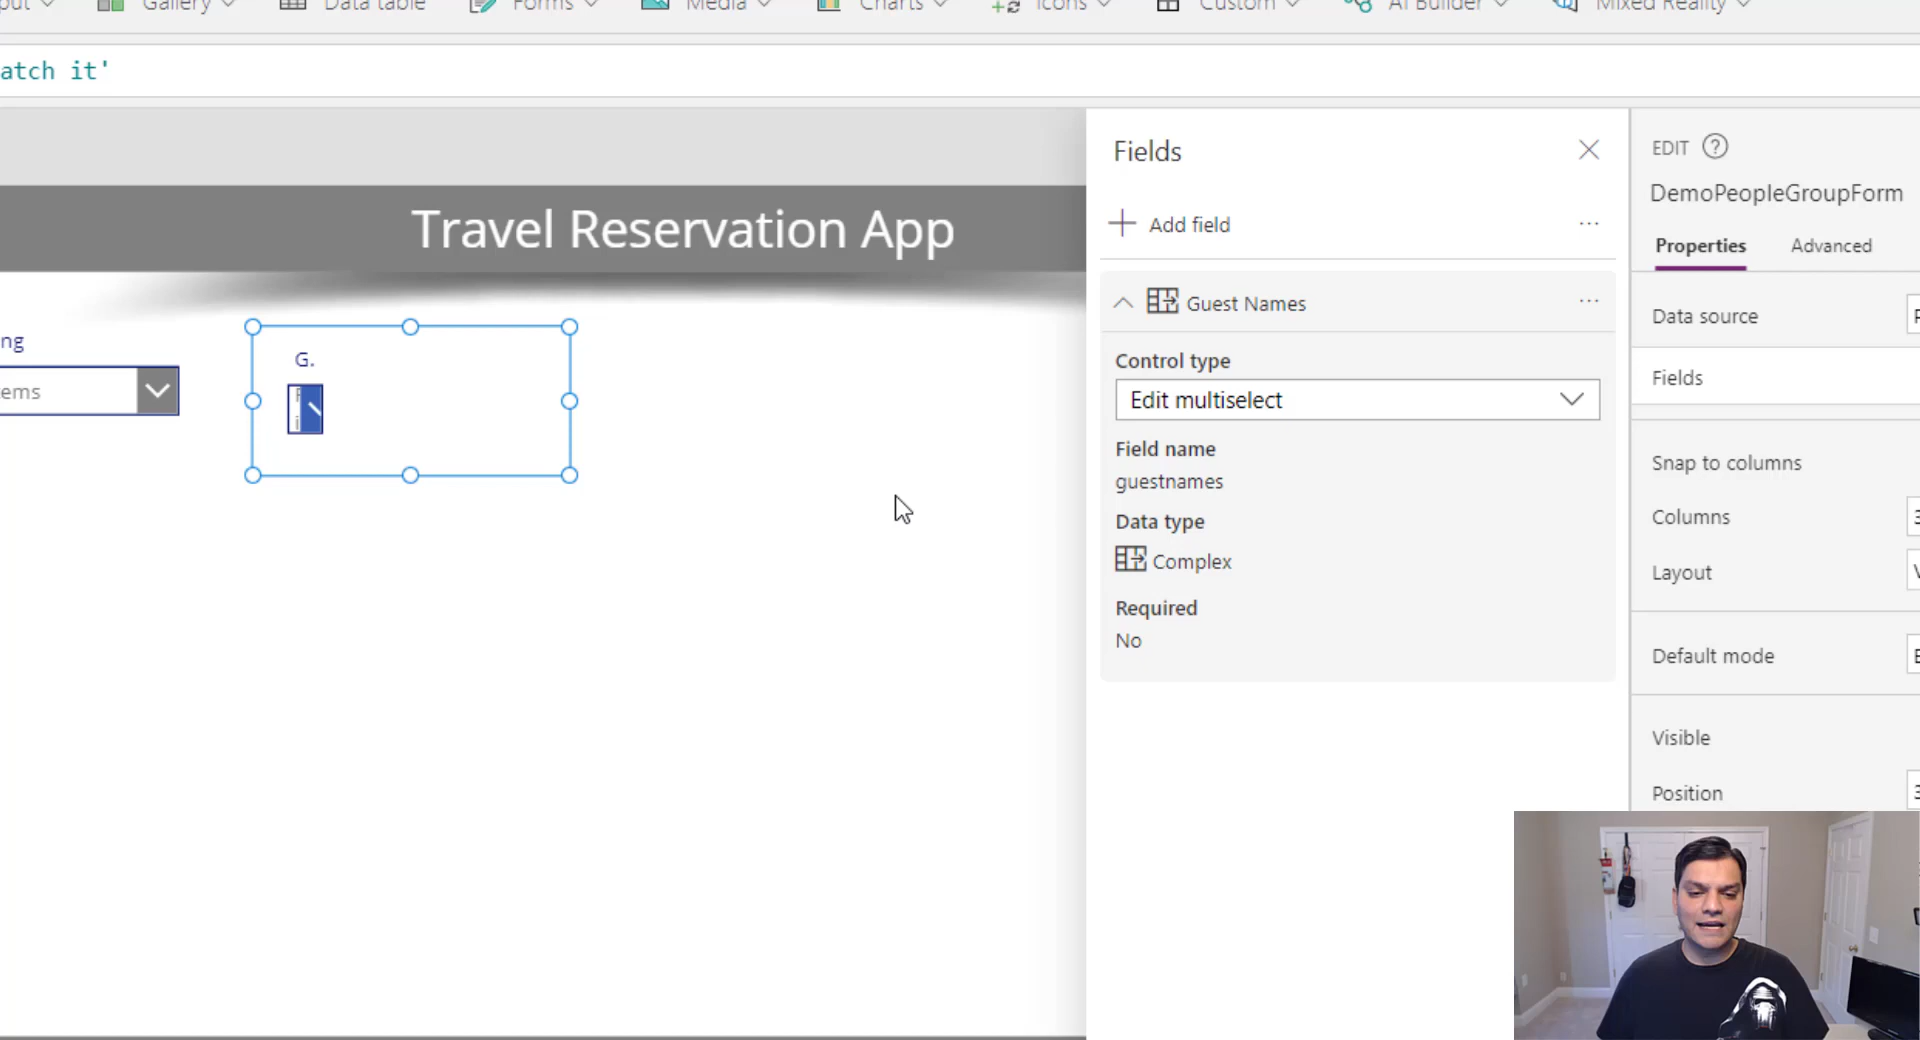 Gallery
Data table
Forms
Media
Charts
Icons
Custom
AI Builder
Mixed Reality
atch it'
Travel Reservation App
ng
ems
G.
Fields
Add field
Guest Names
Control type
Edit multiselect
Field name
guestnames
Data type
Complex
Required
No
EDIT
DemoPeopleGroupForm
Properties Advanced
Data source
Fields
Snap to columns
Columns
Layout
Default mode
Visible
Position